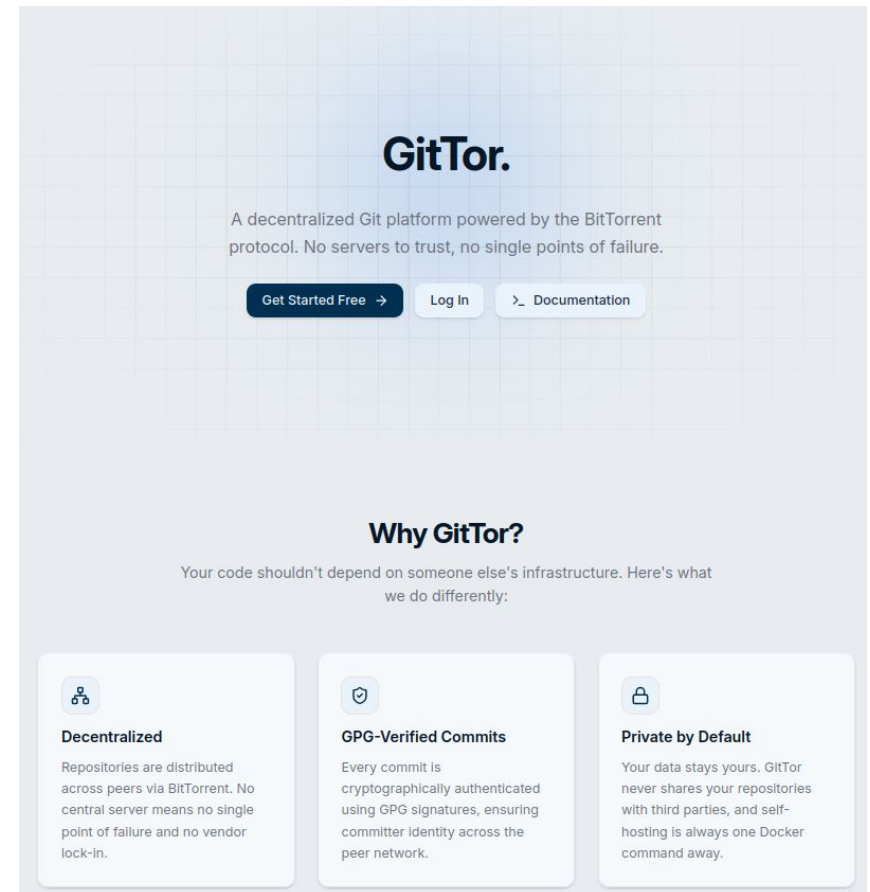 GitTor.
A decentralized Git platform powered by the BitTorrent
protocol. No servers to trust, no single points of failure.
Get Started Free →
Log In
>_ Documentation
Why GitTor?
Your code shouldn't depend on someone else's infrastructure. Here's what
we do differently:
Decentralized
Repositories are distributed
across peers via BitTorrent. No
central server means no single
point of failure and no vendor
lock-in.
GPG-Verified Commits
Every commit is
cryptographically authenticated
using GPG signatures, ensuring
committer identity across the
peer network.
Private by Default
Your data stays yours. GitTor
never shares your repositories
with third parties, and self-
hosting is always one Docker
command away.